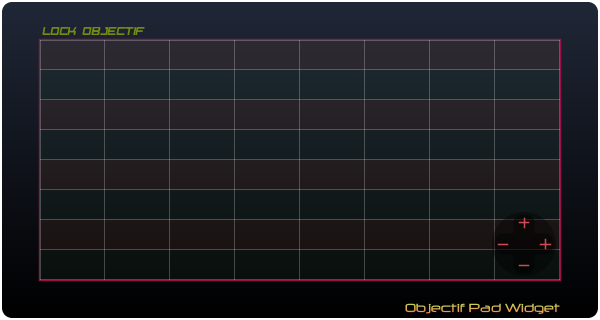 LOCK OBJECTIF
+
− +
−
Objectif Pad Widget